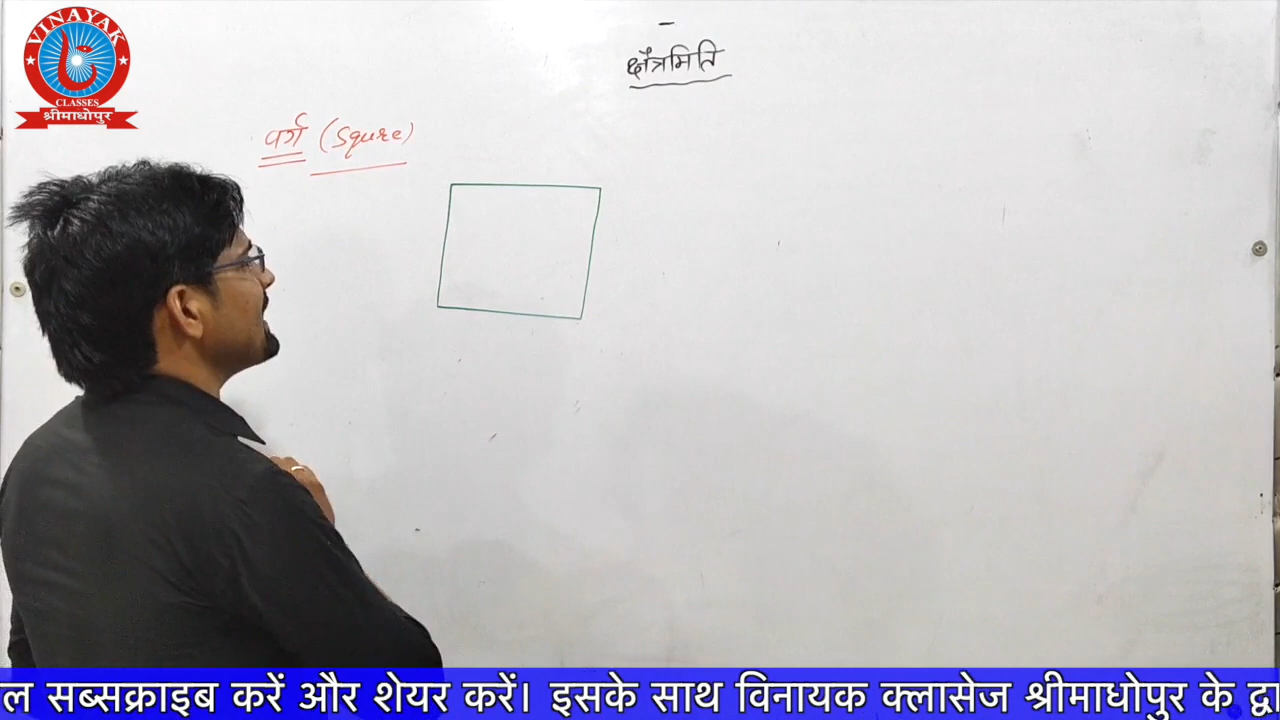 VINAYAK
CLASSES
श्रीमाधोपुर
क्षैत्रमिति
वर्ग (Squre)
ल सब्सक्राइब करें और शेयर करें। इसके साथ विनायक क्लासेज श्रीमाधोपुर के द्वा